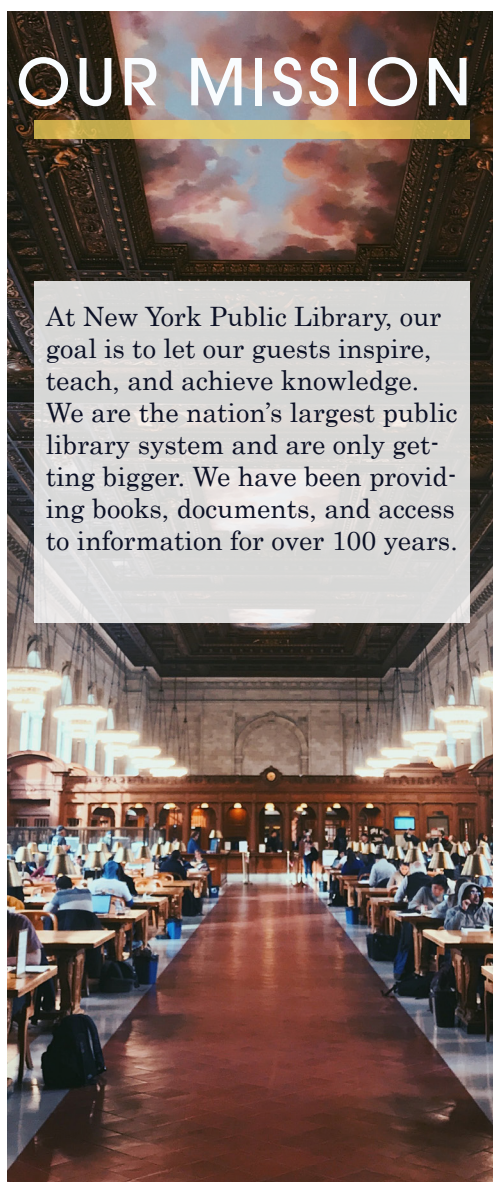 OUR MISSION
At New York Public Library, our
goal is to let our guests inspire,
teach, and achieve knowledge.
We are the nation’s largest public
library system and are only get-
ting bigger. We have been provid-
ing books, documents, and access
to information for over 100 years.